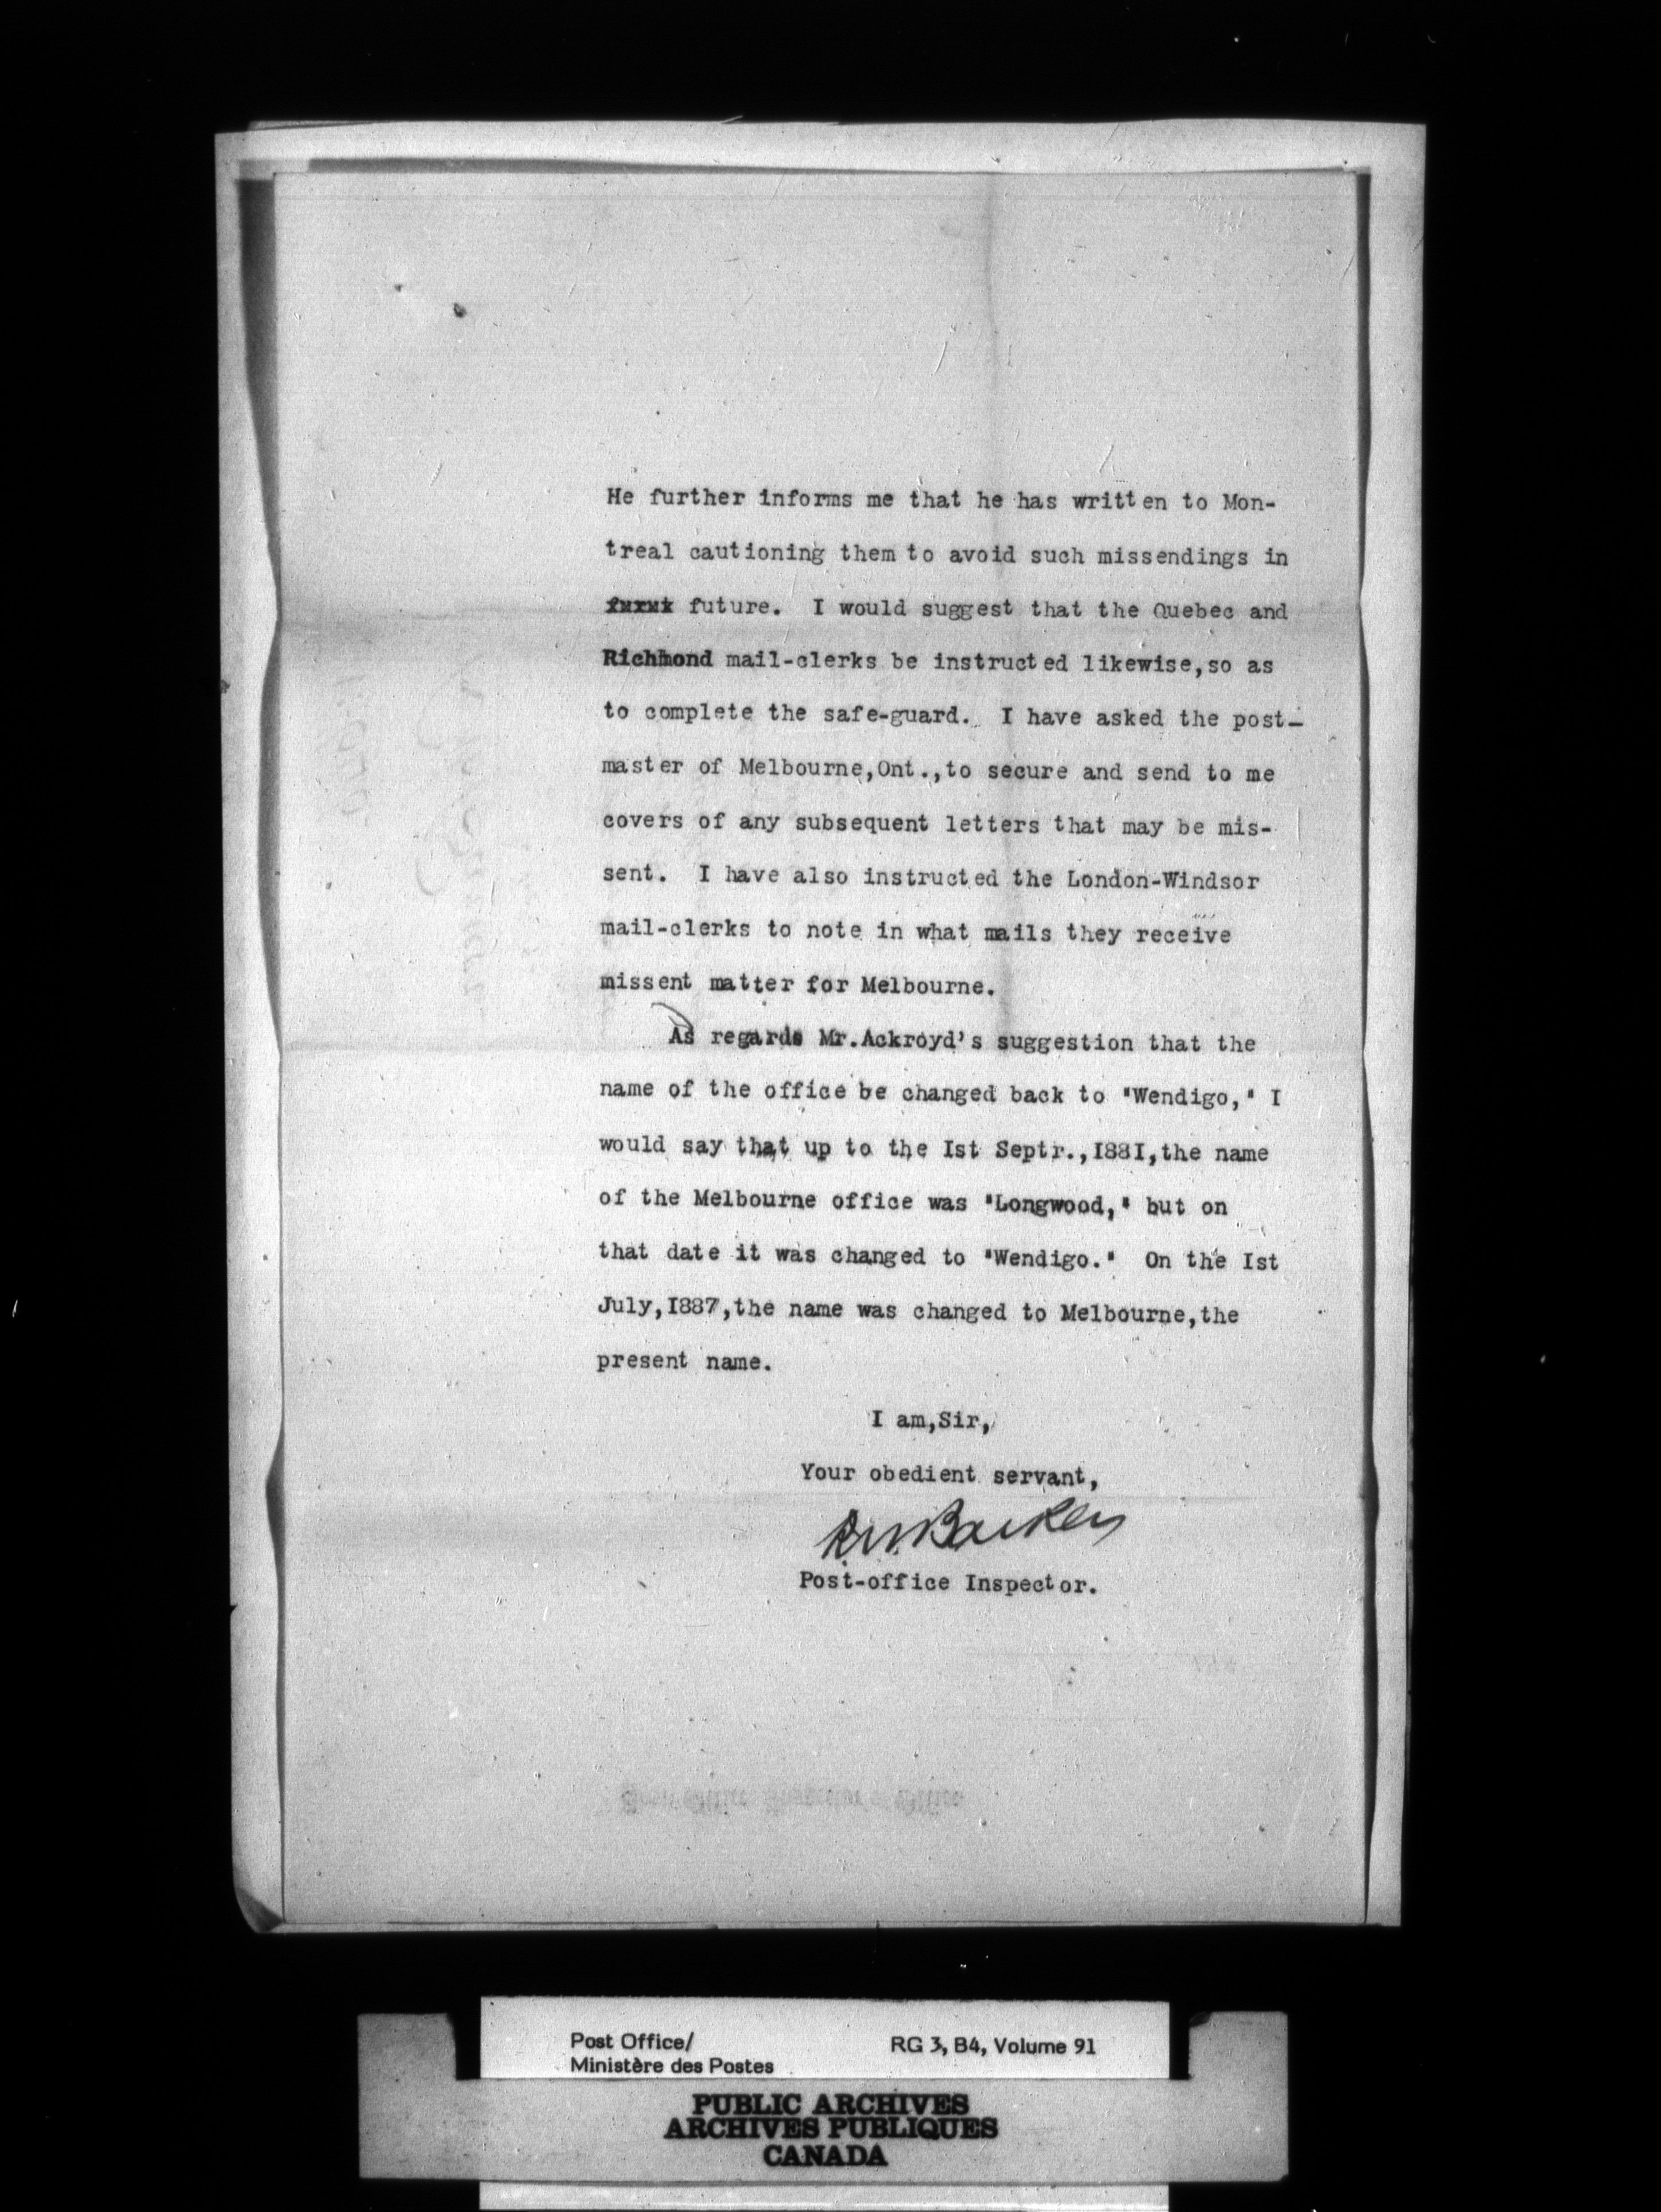 He further informs me that he has written to Mon-
treal cautioning them to avoid such missendings in
future. I would suggest that the Quebec and
Richmond mail-clerks be instructed likewise,so as
to complete the safe-guard. I have asked the post-
master of Melbourne,Ont.,to secure and send to me
covers of any subsequent letters that may be mis-
sent. I have also instructed the London-Windsor
mail-clerks to note in what mails they receive
missent matter for Melbourne.
As regards Mr.Ackroyd's suggestion that the
name of the office be changed back to "Wendigo," I
would say that up to the Ist Septr.,I88I,the name
of the Melbourne office was "Longwood," but on
that date it was changed to "Wendigo." On the Ist
July,I887,the name was changed to Melbourne,the
present name.
I am,Sir,
Your obedient servant,
RWBarker
Post-office Inspector.
Post Office/ RG 3, B4, Volume 91
Ministère des Postes
PUBLIC ARCHIVES
ARCHIVES PUBLIQUES
CANADA